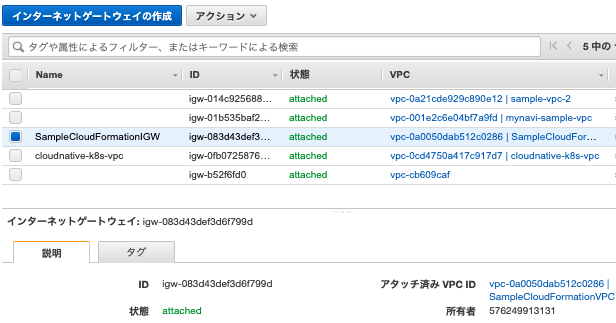 インターネットゲートウェイの作成 アクション
タグや属性によるフィルター、またはキーワードによる検索 5 中の
Name ID 状態 VPC
igw-014c925688... attached vpc-0a21cde929c890e12 | sample-vpc-2
igw-01b535baf2... attached vpc-001e2c6e04bf7a9fd | mynavi-sample-vpc
SampleCloudFormationIGW igw-083d43def3... attached vpc-0a0050dab512c0286 | SampleCloudFor...
cloudnative-k8s-vpc igw-0fb0725876... attached vpc-0cd4750a417c917d7 | cloudnative-k8s-vpc
igw-b52f6fd0 attached vpc-cb609caf
インターネットゲートウェイ: igw-083d43def3d6f799d
説明 タグ
ID igw-083d43def3d6f799d アタッチ済み VPC ID vpc-0a0050dab512c0286 |
SampleCloudFormationVPC
状態 attached 所有者 576249913131